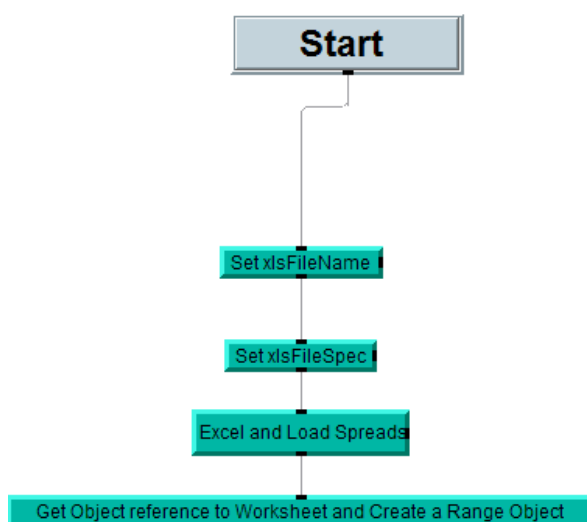 Start
Set xlsFileName
Set xlsFileSpec
Excel and Load Spreads
Get Object reference to Worksheet and Create a Range Object